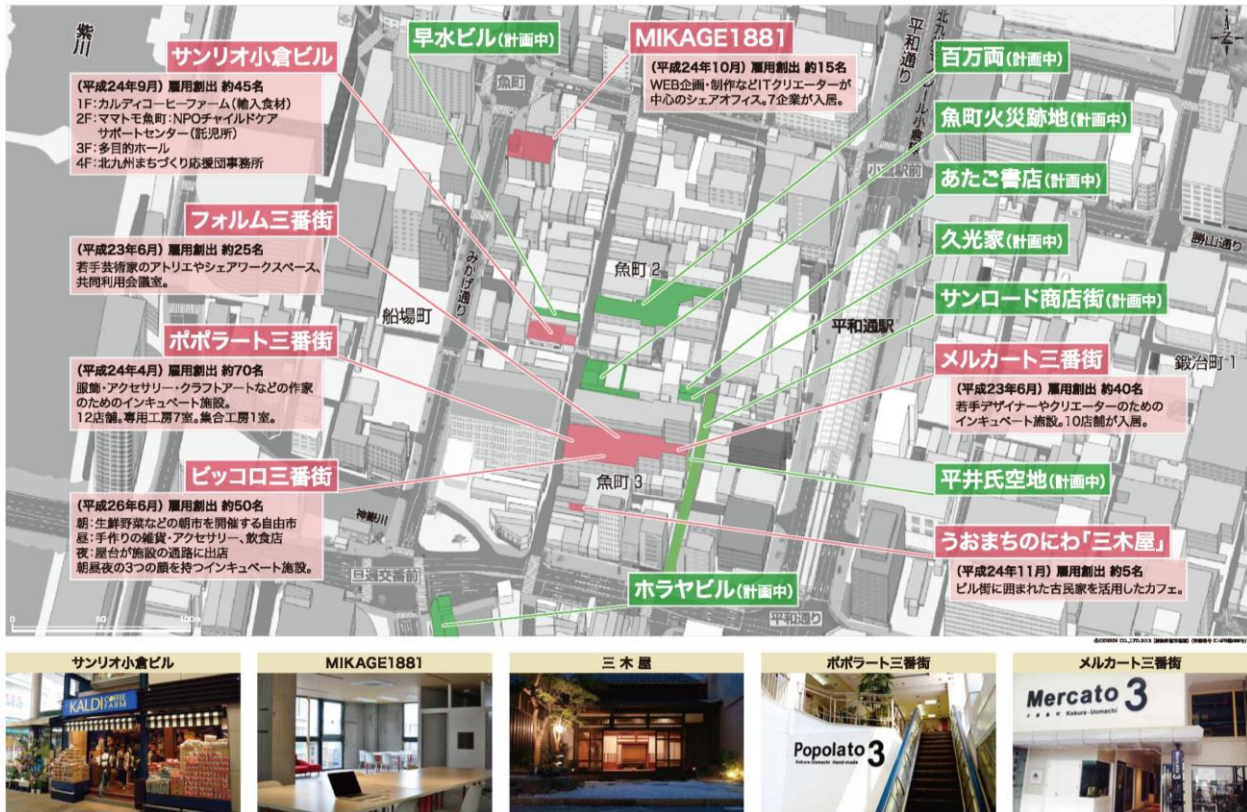 紫川
サンリオ小倉ビル
(平成24年9月) 雇用創出 約45名
1F:カルディコーヒーファーム(輸入食材)
2F:ママトモ魚町:NPOチャイルドケア
サポートセンター(託児所)
3F:多目的ホール
4F:北九州まちづくり応援団事務所
フォルム三番街
(平成23年6月) 雇用創出 約25名
若手芸術家のアトリエやシェアワークスペース、
共同利用会議室。
ポポラート三番街
(平成24年4月) 雇用創出 約70名
服飾・アクセサリー・クラフトアートなどの作家
のためのインキュベート施設。
12店舗。専用工房7室。集合工房1室。
ビッコロ三番街
(平成26年6月) 雇用創出 約50名
朝:生鮮野菜などの朝市を開催する自由市
昼:手作りの雑貨・アクセサリー、飲食店
夜:屋台が施設の通路に出店
朝昼夜の3つの顔を持つインキュベート施設。
早水ビル(計画中)
MIKAGE1881
(平成24年10月) 雇用創出 約15名
WEB企画・制作などITクリエーターが
中心のシェアオフィス。7企業が入居。
魚町
みかげ通り
船場町
魚町2
魚町3
神嶽川
旦過交番前
ホラヤビル(計画中)
平和通り
平和通り
小倉駅前
平和通駅
勝山通り
鍛冶町1
百万両(計画中)
魚町火災跡地(計画中)
あたご書店(計画中)
久光家(計画中)
サンロード商店街(計画中)
メルカート三番街
(平成23年6月) 雇用創出 約40名
若手デザイナーやクリエーターのための
インキュベート施設。10店舗が入居。
平井氏空地(計画中)
うおまちのにわ「三木屋」
(平成24年11月) 雇用創出 約5名
ビル街に囲まれた古民家を活用したカフェ。
0 50 100m
サンリオ小倉ビル
KALDI COFFEE FARM
MIKAGE1881
三木屋
ポポラート三番街
Popolato 3
Kokura-Uomachi Hand-made
メルカート三番街
Mercato 3
小倉魚町 Kokura-Uomachi